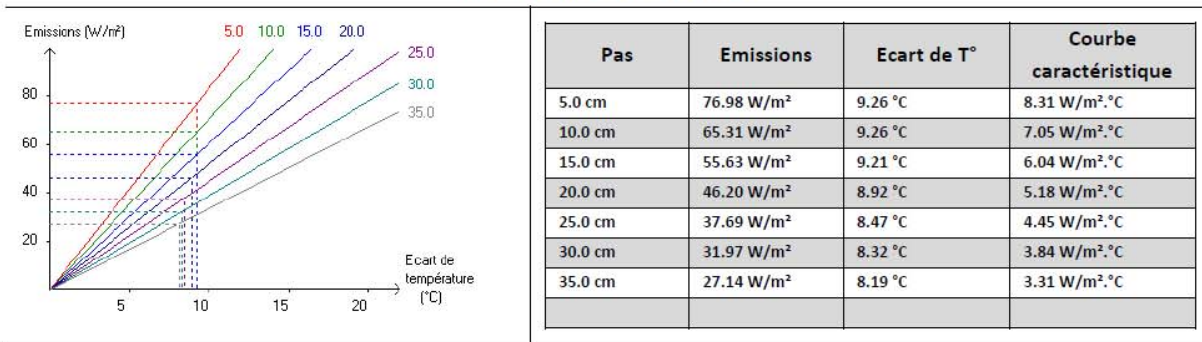 Emissions (W/m²)
5.0 10.0 15.0 20.0
25.0
30.0
35.0
80
60
40
20
5 10 15 20
Ecart de
température
(°C)
Pas Emissions Ecart de T° Courbe caractéristique
5.0 cm 76.98 W/m² 9.26 °C 8.31 W/m².°C
10.0 cm 65.31 W/m² 9.26 °C 7.05 W/m².°C
15.0 cm 55.63 W/m² 9.21 °C 6.04 W/m².°C
20.0 cm 46.20 W/m² 8.92 °C 5.18 W/m².°C
25.0 cm 37.69 W/m² 8.47 °C 4.45 W/m².°C
30.0 cm 31.97 W/m² 8.32 °C 3.84 W/m².°C
35.0 cm 27.14 W/m² 8.19 °C 3.31 W/m².°C